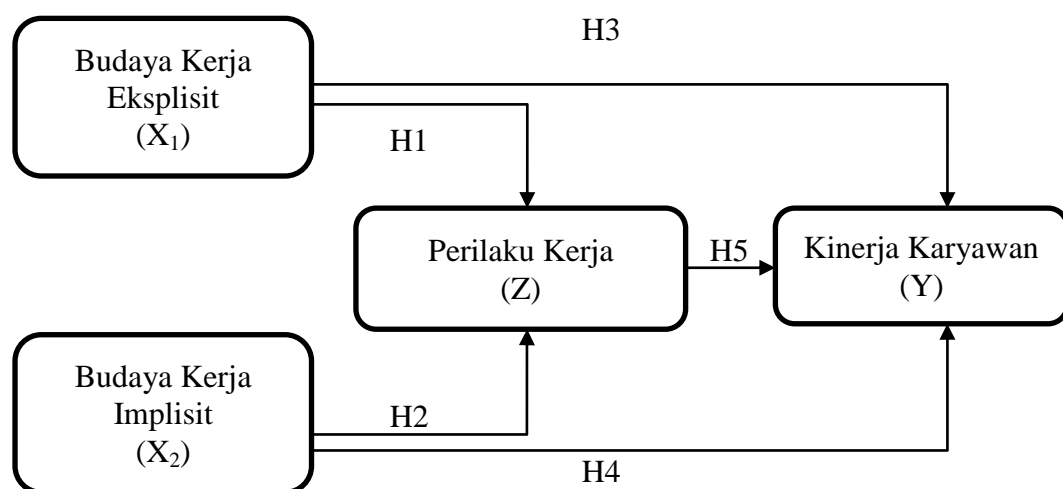 H3
Budaya Kerja
Eksplisit
(X₁)
H1
Perilaku Kerja
(Z)
H5
Kinerja Karyawan
(Y)
Budaya Kerja
Implisit
(X₂)
H2
H4